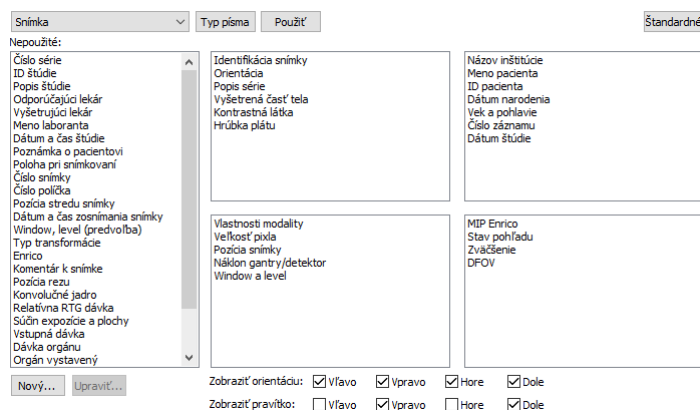 Snímka
Typ písma
Použiť
Štandardné
Nepoužité:
Číslo série
ID štúdie
Popis štúdie
Odporúčajúci lekár
Vyšetrujúci lekár
Meno laboranta
Dátum a čas štúdie
Poznámka o pacientovi
Poloha pri snímkovaní
Číslo snímky
Číslo políčka
Pozícia stredu snímky
Dátum a čas zosnímania snímky
Window, level (predvoľba)
Typ transformácie
Enrico
Komentár k snímke
Pozícia rezu
Konvolučné jadro
Relatívna RTG dávka
Súčin expozície a plochy
Vstupná dávka
Dávka orgánu
Orgán vystavený
Identifikácia snímky
Orientácia
Popis série
Vyšetrená časť tela
Kontrastná látka
Hrúbka plátu
Názov inštitúcie
Meno pacienta
ID pacienta
Dátum narodenia
Vek a pohlavie
Číslo záznamu
Dátum štúdie
Vlastnosti modality
Veľkosť pixla
Pozícia snímky
Náklon gantry/detektor
Window a level
MIP Enrico
Stav pohľadu
Zväčšenie
DFOV
Nový...
Upraviť...
Zobraziť orientáciu: Vľavo Vpravo Hore Dole
Zobraziť pravítko: Vľavo Vpravo Hore Dole